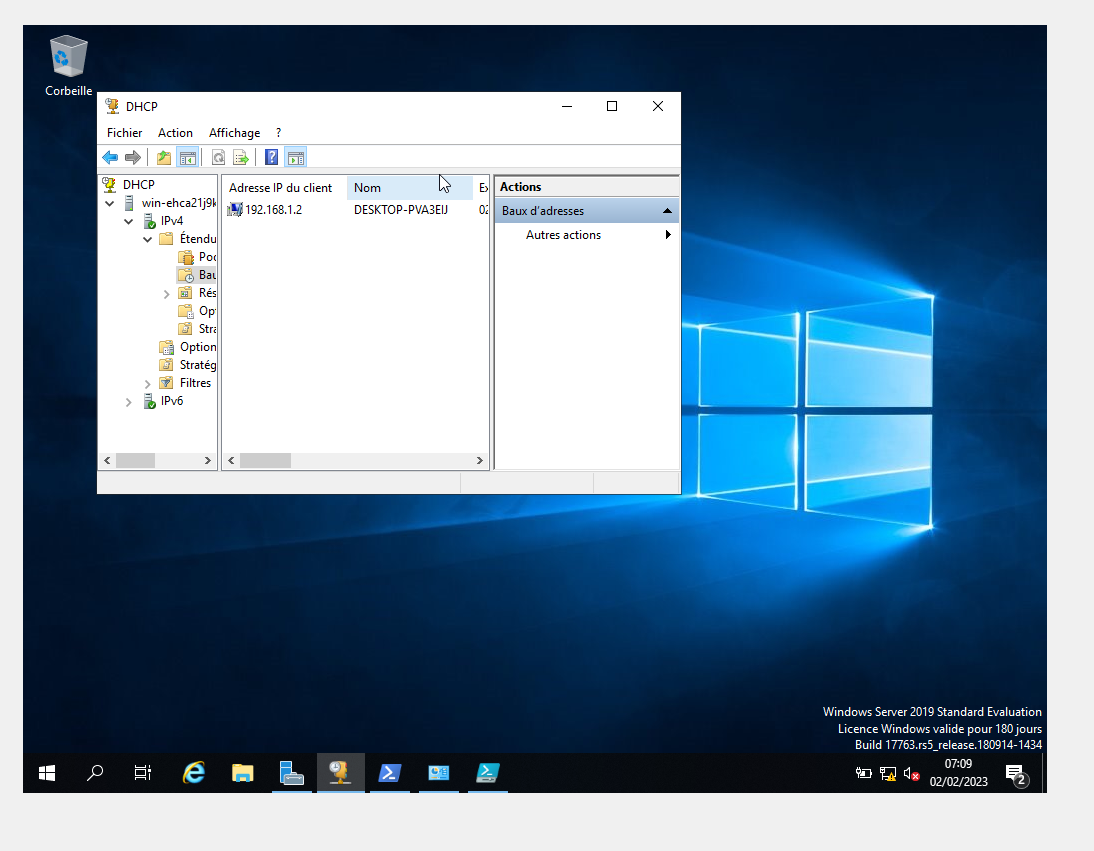 Corbeille
DHCP
Fichier Action Affichage ?
DHCP
win-ehca21j9k
IPv4
Étendu
Poo
Bau
Rés
Opt
Stra
Option
Stratég
Filtres
IPv6
Adresse IP du client Nom Ex
192.168.1.2 DESKTOP-PVA3EIJ 02
Actions
Baux d'adresses
Autres actions
Windows Server 2019 Standard Evaluation
Licence Windows valide pour 180 jours
Build 17763.rs5_release.180914-1434
07:09
02/02/2023
2